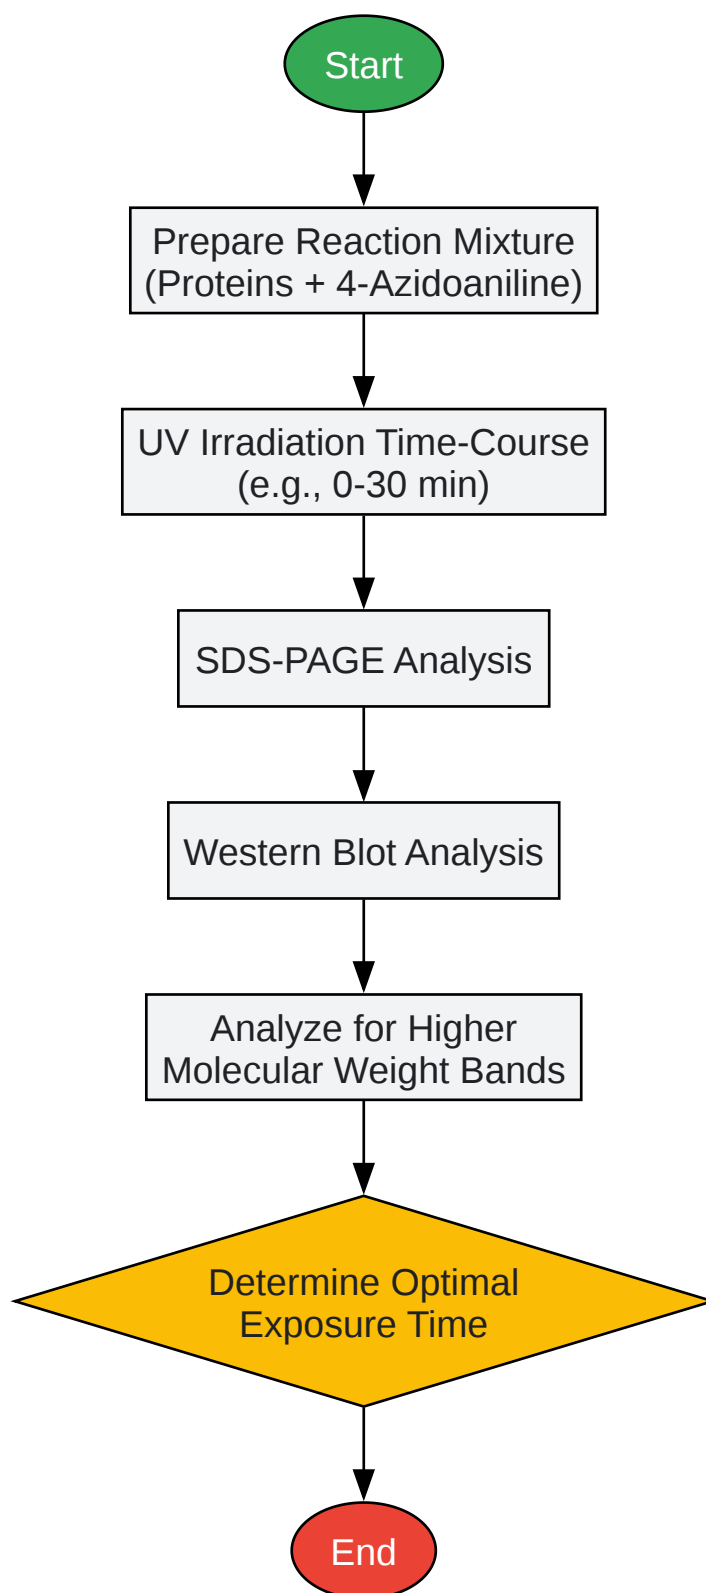 Start
Prepare Reaction Mixture
(Proteins + 4-Azidoaniline)
UV Irradiation Time-Course
(e.g., 0-30 min)
SDS-PAGE Analysis
Western Blot Analysis
Analyze for Higher
Molecular Weight Bands
Determine Optimal
Exposure Time
End